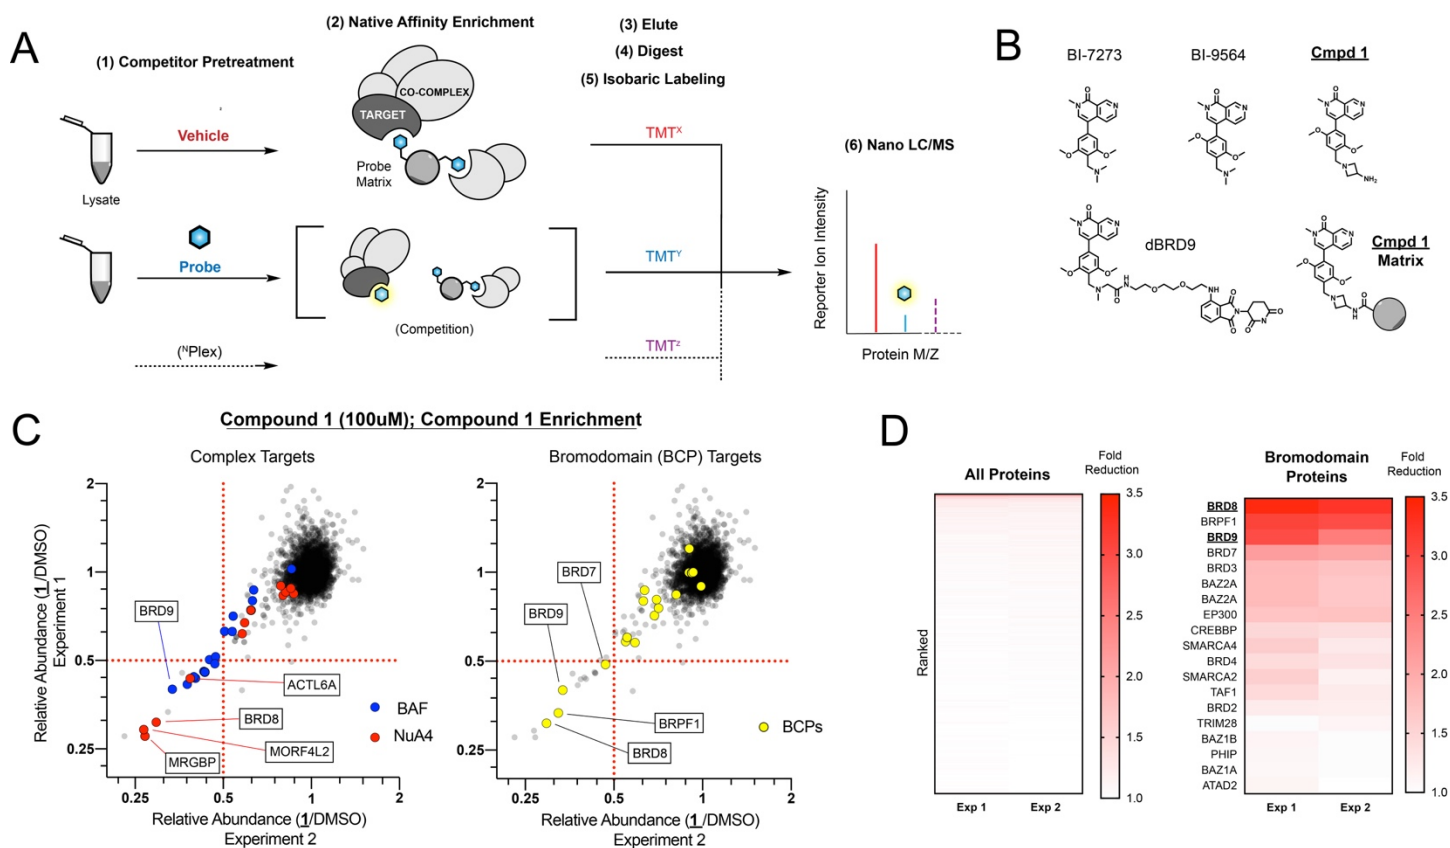 A
(1) Competitor Pretreatment
(2) Native Affinity Enrichment
(3) Elute
(4) Digest
(5) Isobaric Labeling
Vehicle
CO-COMPLEX
TARGET
Probe
Matrix
Lysate
TMTX
(6) Nano LC/MS
Probe
(Competition)
TMTY
(NPlex)
TMTZ
Reporter Ion Intensity
Protein M/Z
B
BI-7273
BI-9564
Cmpd 1
dBRD9
Cmpd 1
Matrix
C
Compound 1 (100uM); Compound 1 Enrichment
Complex Targets
Relative Abundance (1/DMSO)
Experiment 1
2
1
0.5
0.25
BRD9
ACTL6A
BRD8
MORF4L2
MRGBP
BAF
NuA4
0.25
0.5
1
2
Relative Abundance (1/DMSO)
Experiment 2
Bromodomain (BCP) Targets
2
1
0.5
0.25
BRD7
BRD9
BRPF1
BRD8
BCPs
0.25
0.5
1
2
Relative Abundance (1/DMSO)
Experiment 2
D
All Proteins
Fold
Reduction
Ranked
3.5
3.0
2.5
2.0
1.5
1.0
Exp 1
Exp 2
Bromodomain
Proteins
Fold
Reduction
BRD8
BRPF1
BRD9
BRD7
BRD3
BAZ2A
BAZ2A
EP300
CREBBP
SMARCA4
BRD4
SMARCA2
TAF1
BRD2
TRIM28
BAZ1B
PHIP
BAZ1A
ATAD2
3.5
3.0
2.5
2.0
1.5
1.0
Exp 1
Exp 2